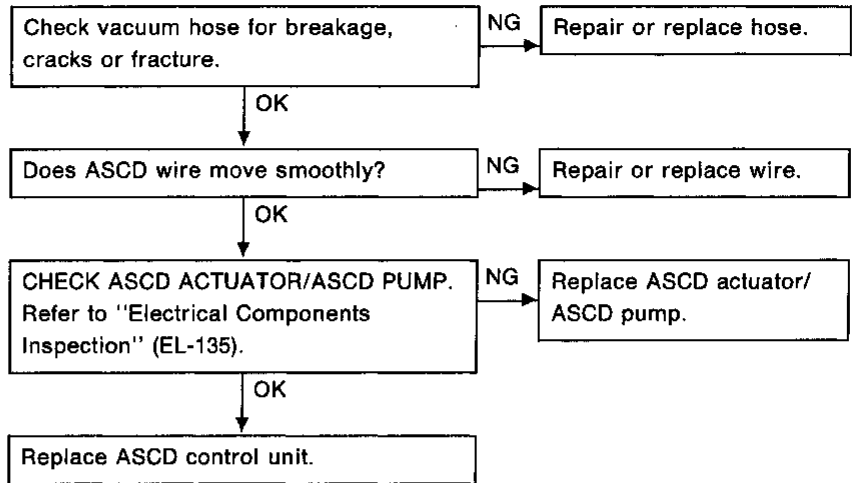 Check vacuum hose for breakage,
cracks or fracture.
NG
Repair or replace hose.
OK
Does ASCD wire move smoothly?
NG
Repair or replace wire.
OK
CHECK ASCD ACTUATOR/ASCD PUMP.
Refer to ''Electrical Components
Inspection'' (EL-135).
NG
Replace ASCD actuator/
ASCD pump.
OK
Replace ASCD control unit.